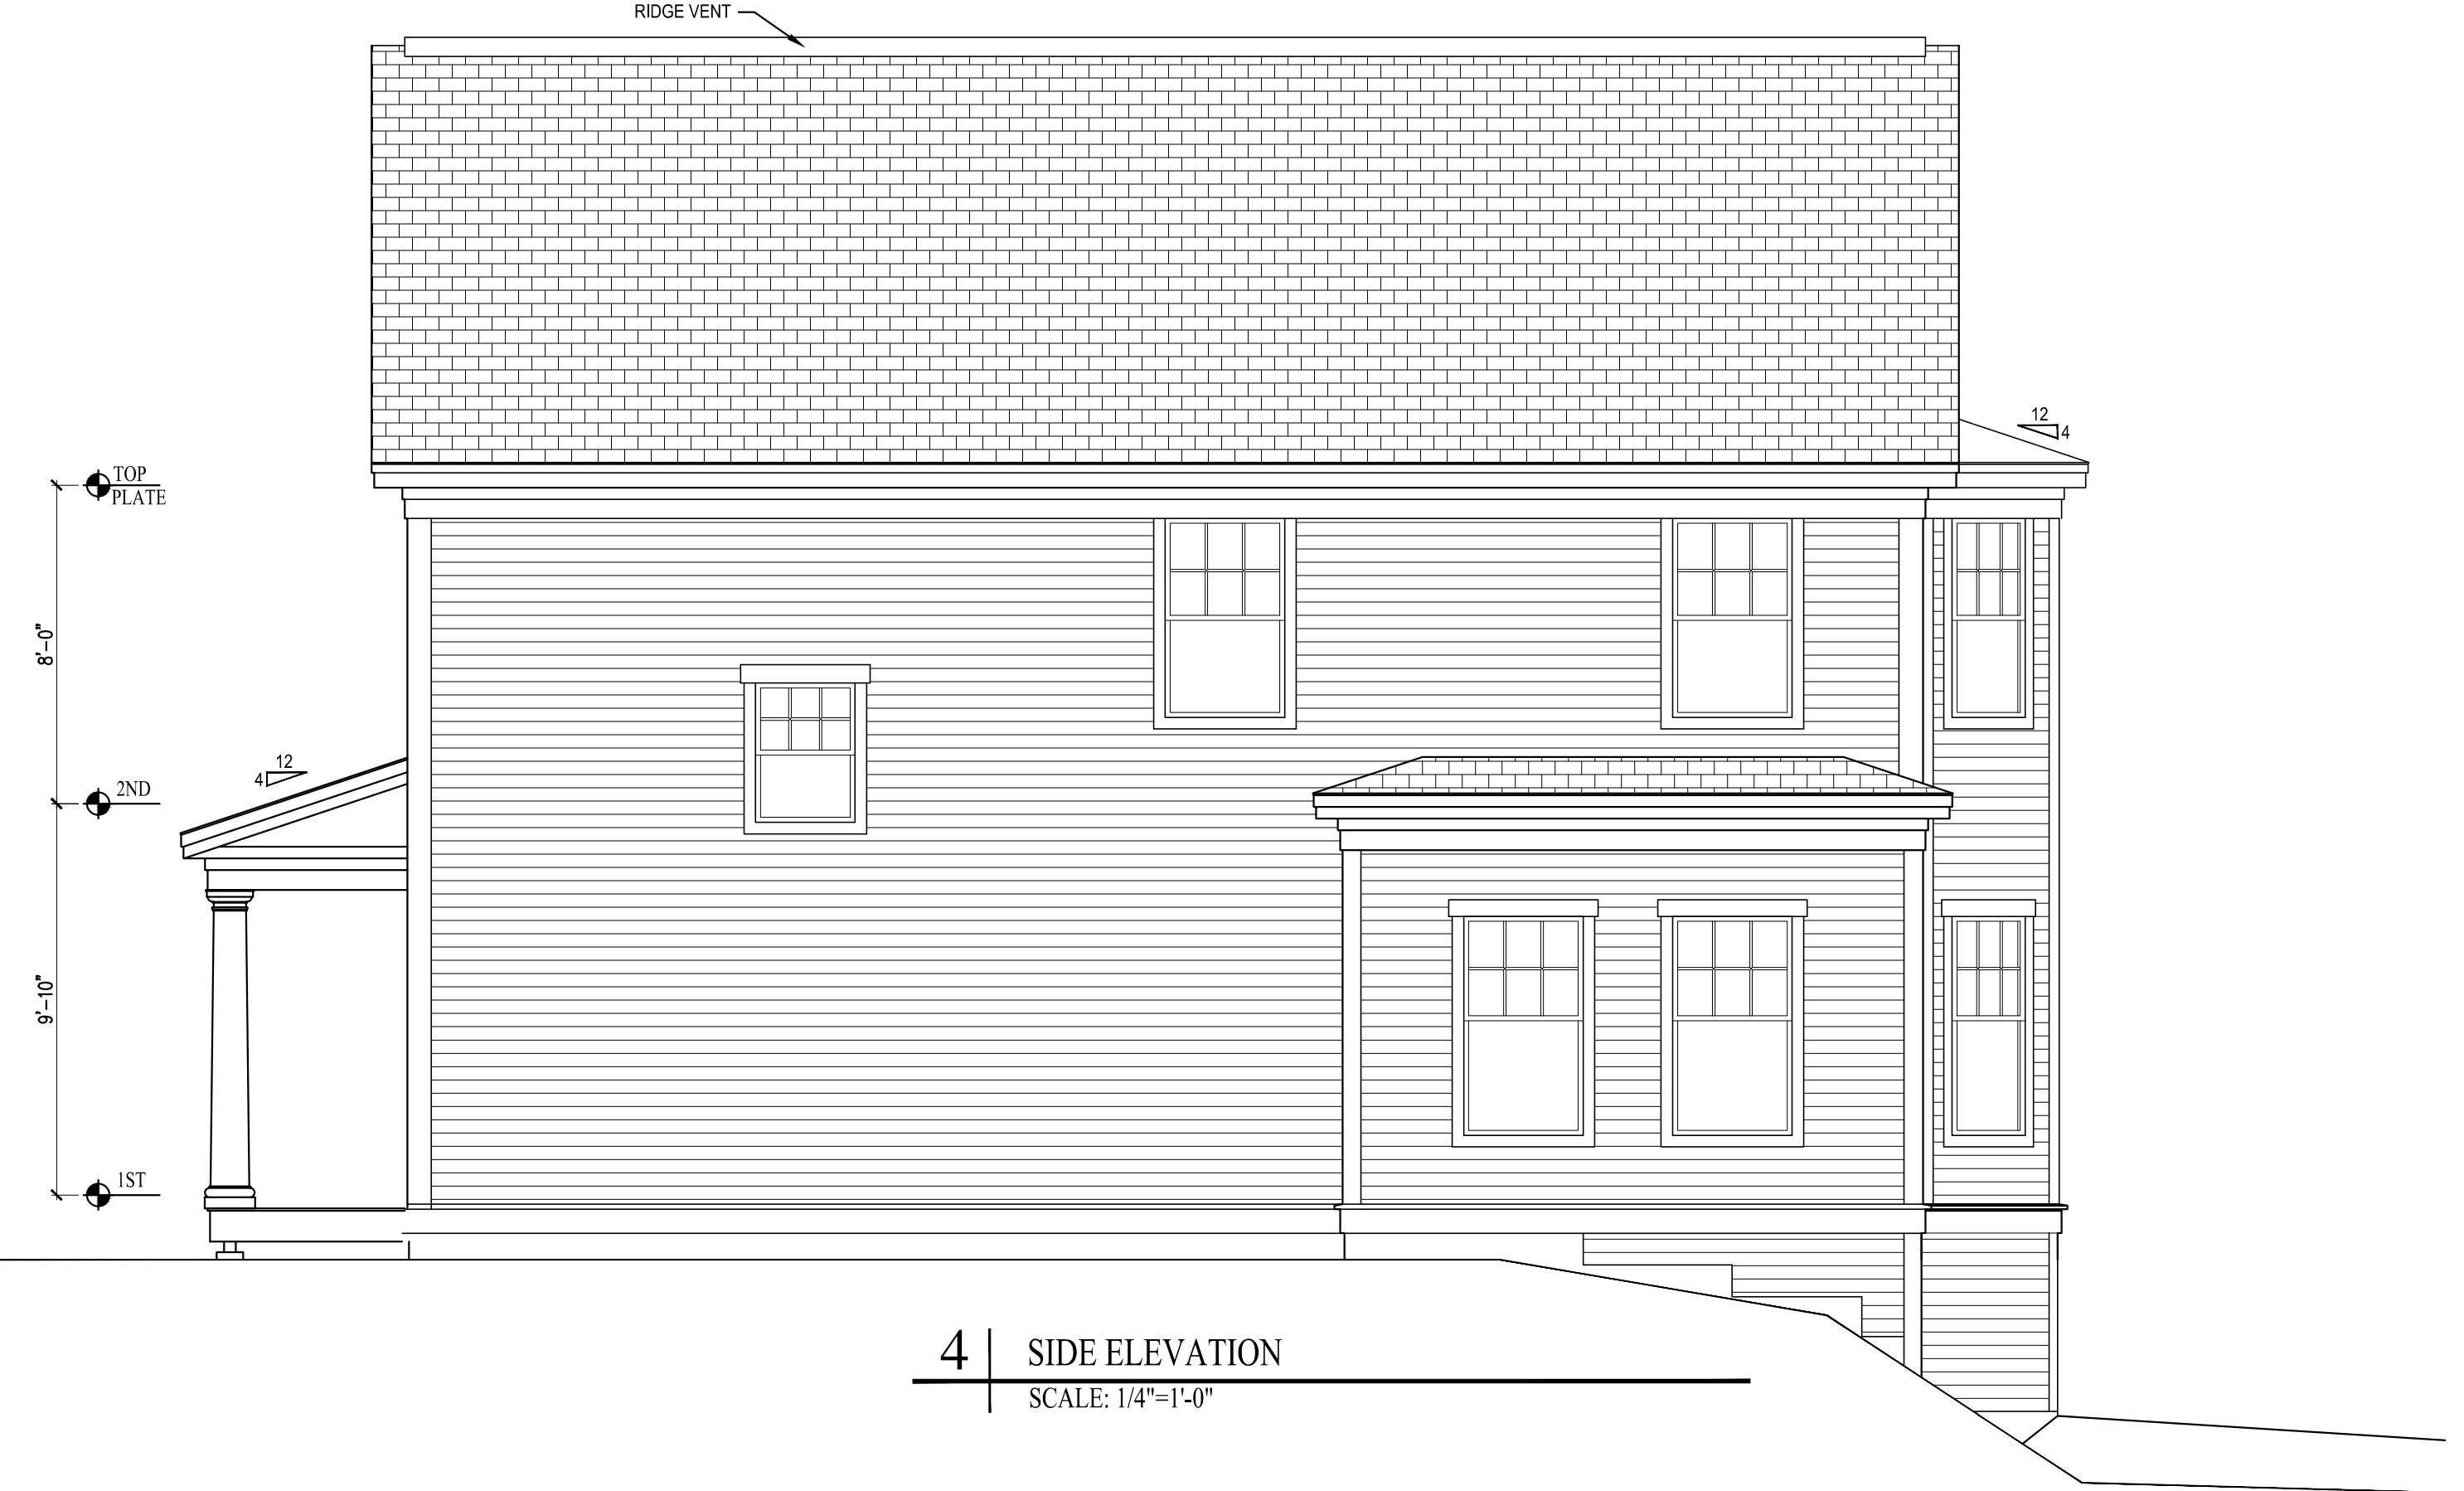 RIDGE VENT
12
4
TOP
PLATE
8'-0"
12
4
2ND
9'-10"
1ST
4
SIDE ELEVATION
SCALE: 1/4"=1'-0"